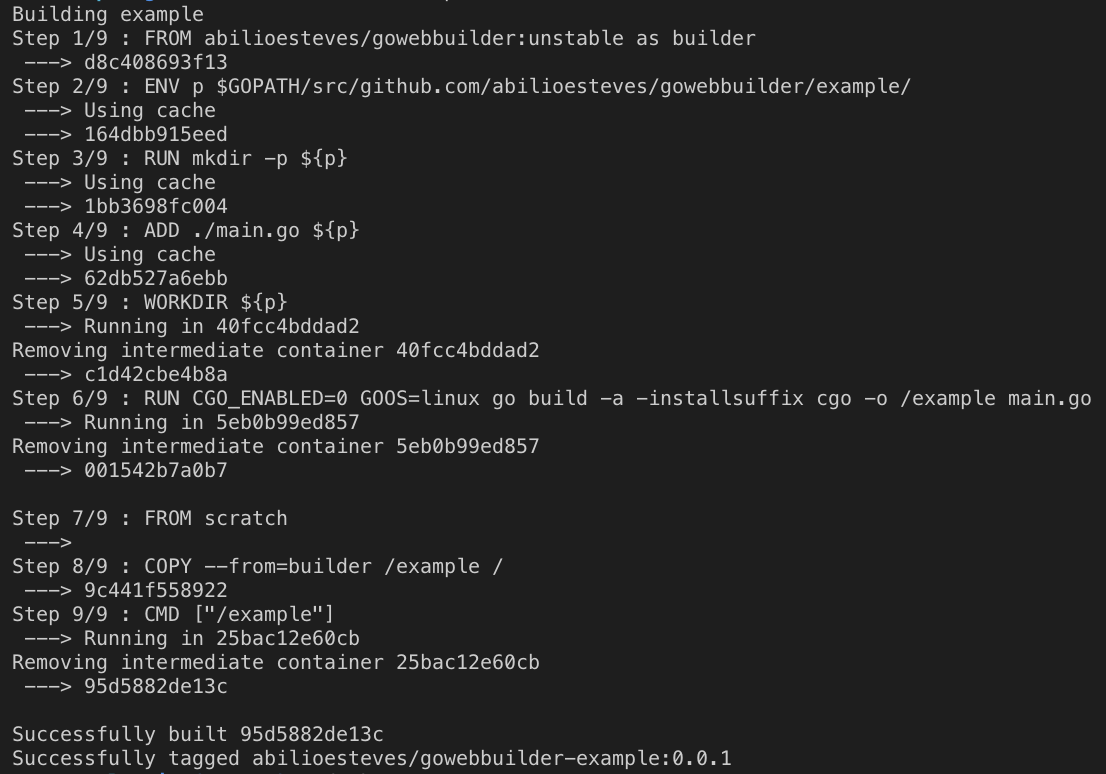 Building example
Step 1/9 : FROM abilioesteves/gowebbuilder:unstable as builder
 ---> d8c408693f13
Step 2/9 : ENV p $GOPATH/src/github.com/abilioesteves/gowebbuilder/example/
 ---> Using cache
 ---> 164dbb915eed
Step 3/9 : RUN mkdir -p ${p}
 ---> Using cache
 ---> 1bb3698fc004
Step 4/9 : ADD ./main.go ${p}
 ---> Using cache
 ---> 62db527a6ebb
Step 5/9 : WORKDIR ${p}
 ---> Running in 40fcc4bddad2
Removing intermediate container 40fcc4bddad2
 ---> c1d42cbe4b8a
Step 6/9 : RUN CGO_ENABLED=0 GOOS=linux go build -a -installsuffix cgo -o /example main.go
 ---> Running in 5eb0b99ed857
Removing intermediate container 5eb0b99ed857
 ---> 001542b7a0b7

Step 7/9 : FROM scratch
 --->
Step 8/9 : COPY --from=builder /example /
 ---> 9c441f558922
Step 9/9 : CMD ["/example"]
 ---> Running in 25bac12e60cb
Removing intermediate container 25bac12e60cb
 ---> 95d5882de13c

Successfully built 95d5882de13c
Successfully tagged abilioesteves/gowebbuilder-example:0.0.1